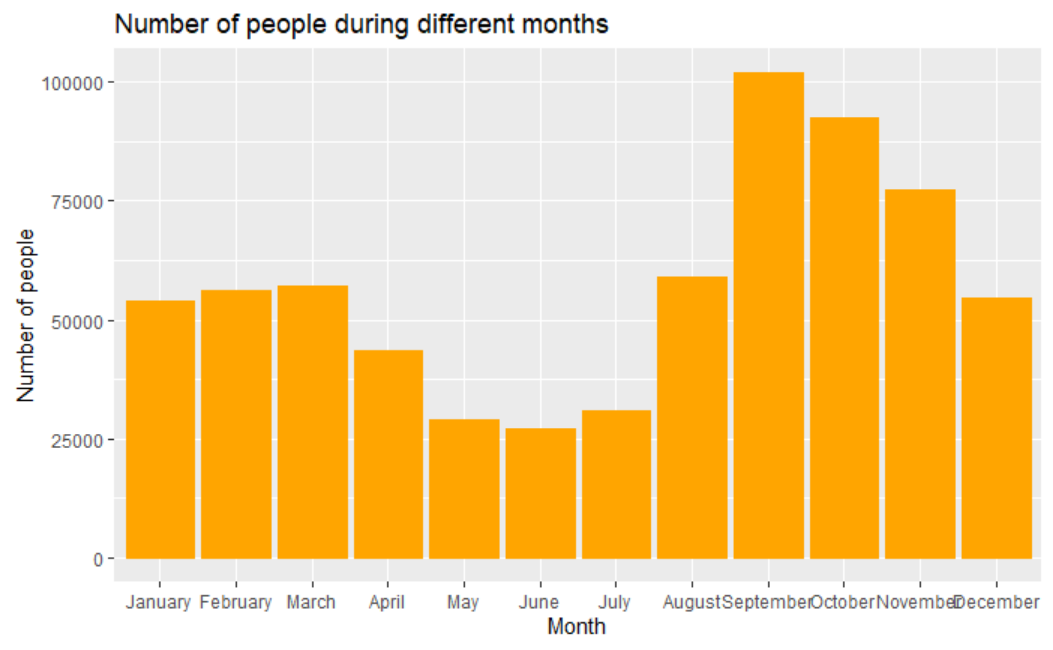 Number of people during different months
100000
75000
50000
25000
0
Number of people
January February March April May June July August September October November December
Month